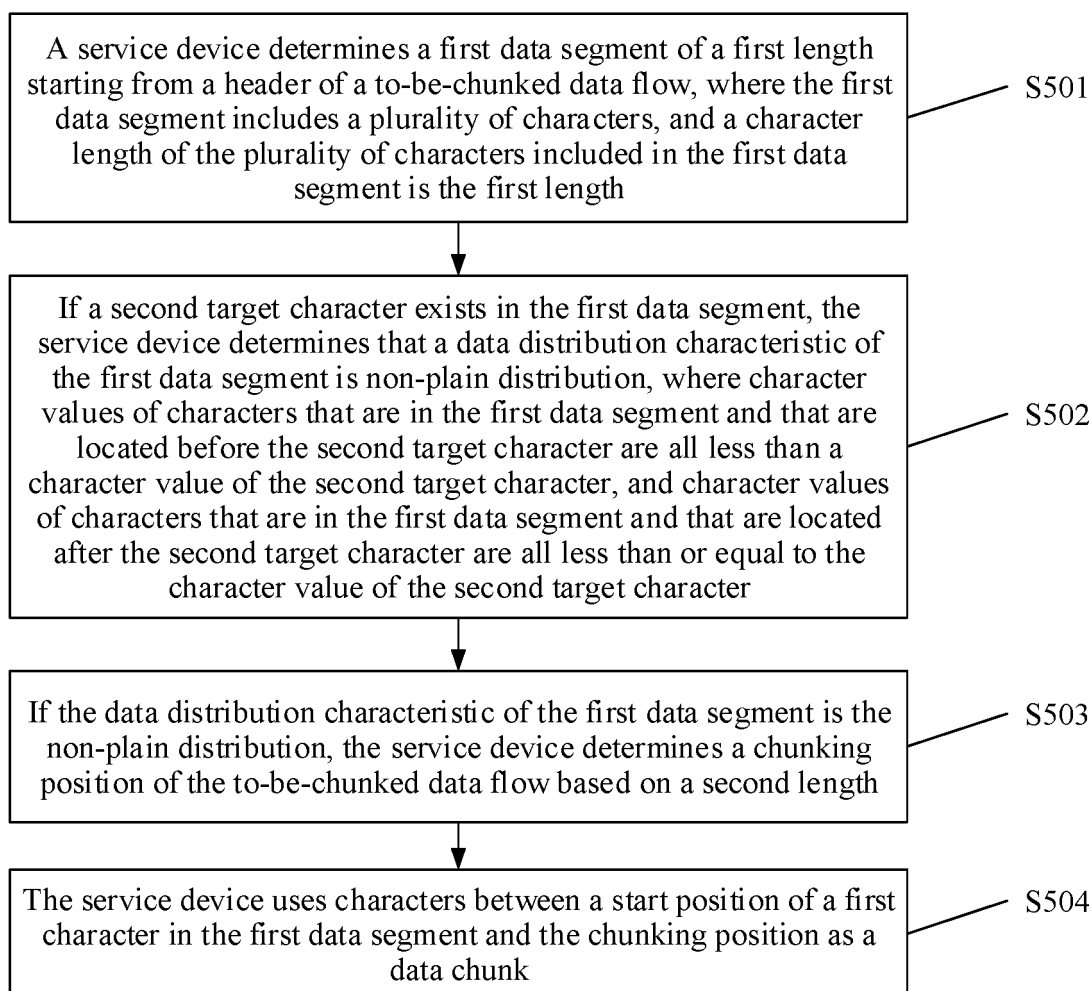 A service device determines a first data segment of a first length
starting from a header of a to-be-chunked data flow, where the first
data segment includes a plurality of characters, and a character
length of the plurality of characters included in the first data
segment is the first length
S501
If a second target character exists in the first data segment, the
service device determines that a data distribution characteristic of
the first data segment is non-plain distribution, where character
values of characters that are in the first data segment and that are
located before the second target character are all less than a
character value of the second target character, and character values
of characters that are in the first data segment and that are located
after the second target character are all less than or equal to the
character value of the second target character
S502
If the data distribution characteristic of the first data segment is the
non-plain distribution, the service device determines a chunking
position of the to-be-chunked data flow based on a second length
S503
The service device uses characters between a start position of a first
character in the first data segment and the chunking position as a
data chunk
S504